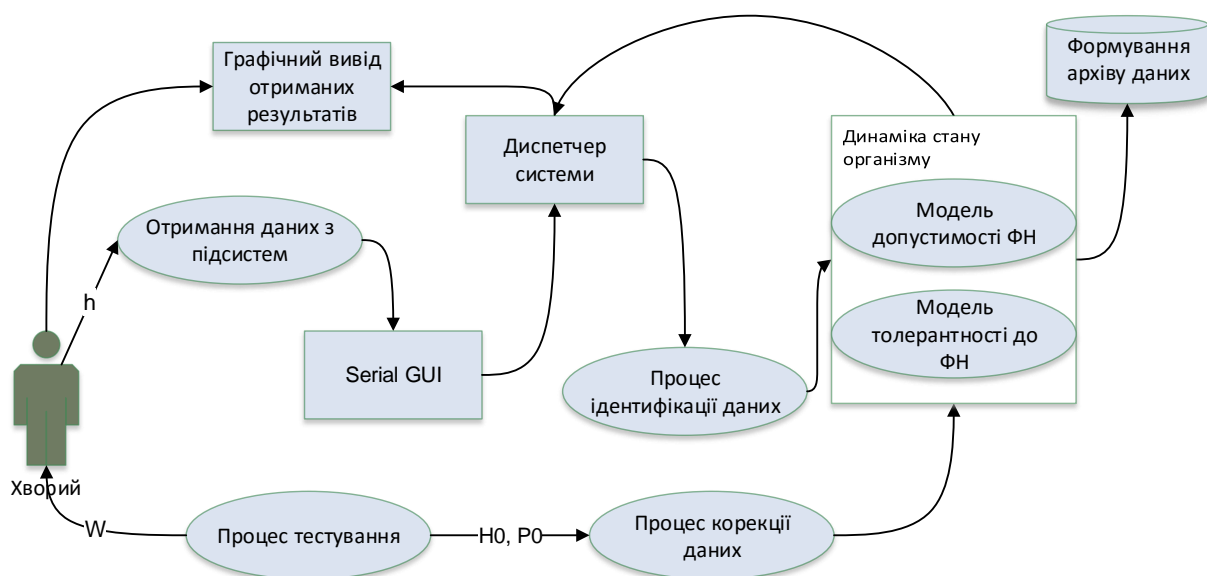 Графічний вивід
отриманих
результатів
Формування
архіву даних
Диспетчер
системи
Динаміка стану
організму
Модель
допустимості ФН
Отримання даних з
підсистем
h
Модель
толерантності до
ФН
Serial GUI
Процес
ідентифікації даних
Хворий
W
Процес тестування
H0, P0
Процес корекції
даних